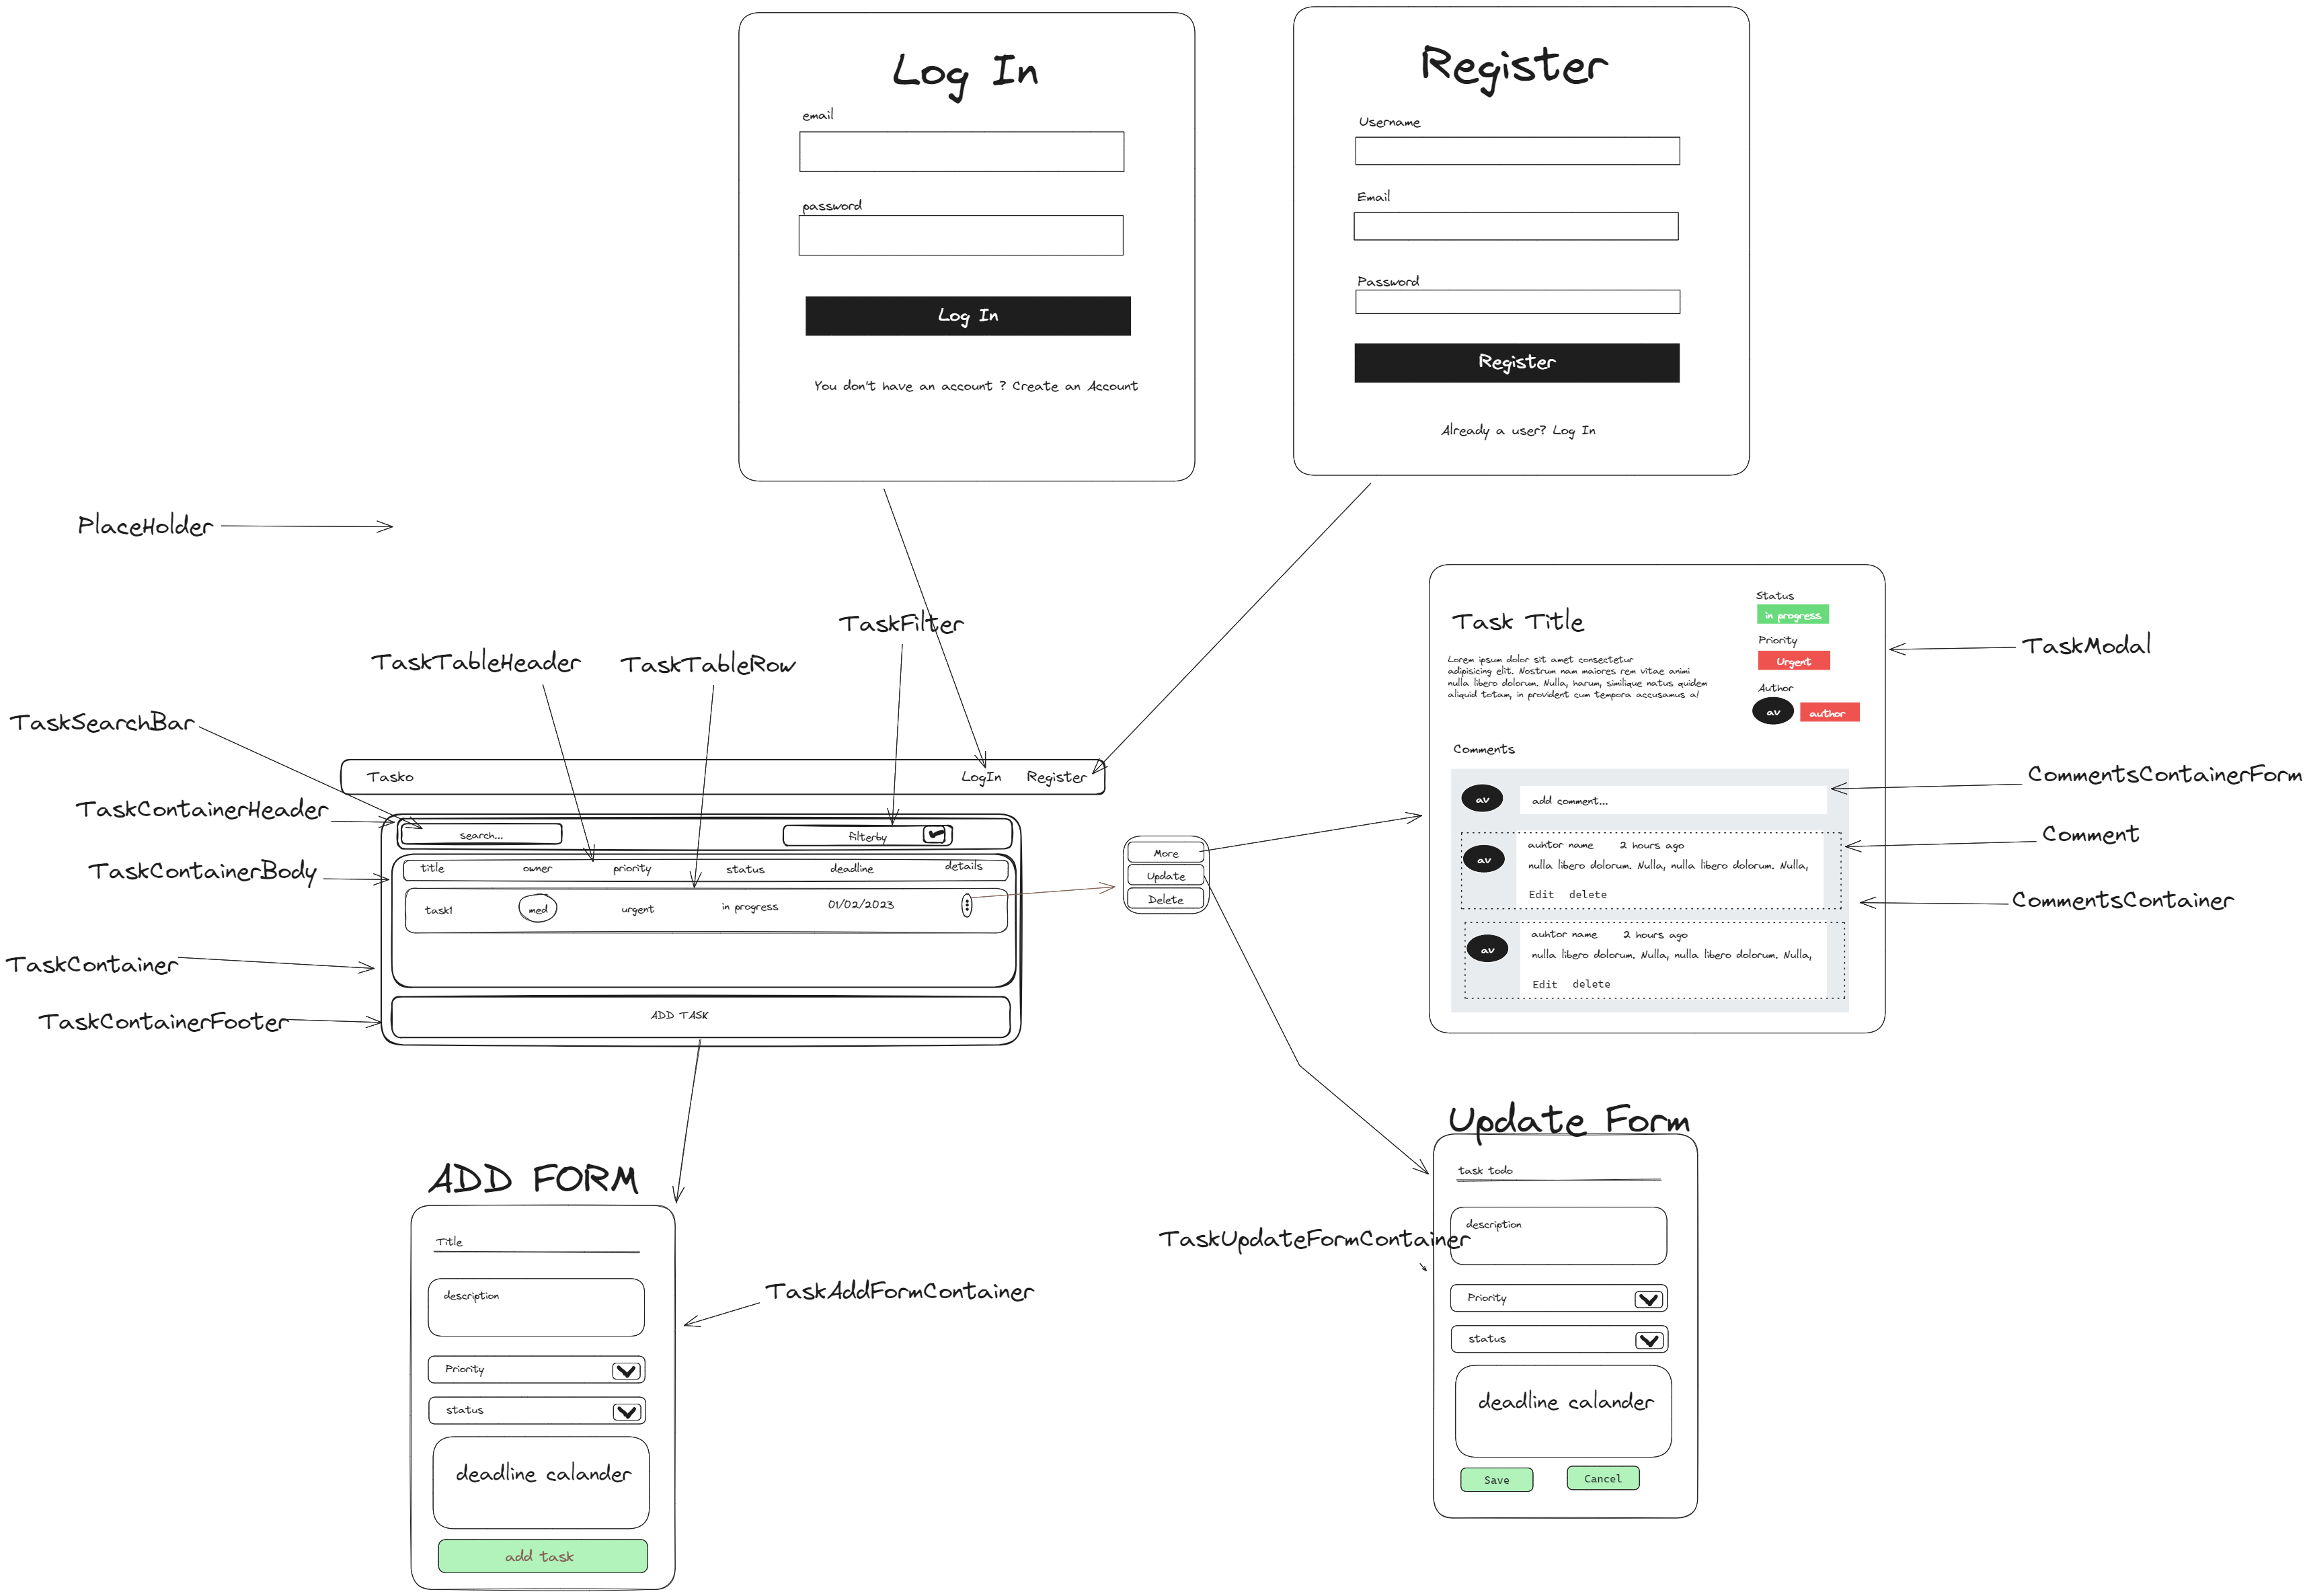 Log In
email
password
Log In
You don't have an account ? Create an Account
Register
Username
Email
Password
Register
Already a user? Log In
PlaceHolder
TaskFilter
TaskTableHeader
TaskTableRow
TaskSearchBar
TaskContainerHeader
TaskContainerBody
TaskContainer
TaskContainerFooter
Tasko
LogIn
Register
search...
filterby
title owner priority status deadline details
task1 med urgent in progress 01/02/2023
ADD TASK
More
Update
Delete
Task Title
Lorem ipsum dolor sit amet consectetur
adipisicing elit. Nostrum nam maiores rem vitae animi
nulla libero dolorum. Nulla, harum, similique natus quidem
aliquid totam, in provident cum tempora accusamus a!
Status
in progress
Priority
Urgent
Author
av
author
Comments
av
add comment...
av
auhtor name 2 hours ago
nulla libero dolorum. Nulla, nulla libero dolorum. Nulla,
Edit delete
av
auhtor name 2 hours ago
nulla libero dolorum. Nulla, nulla libero dolorum. Nulla,
Edit delete
TaskModal
CommentsContainerForm
Comment
CommentsContainer
ADD FORM
Title
description
Priority
status
deadline calander
add task
TaskAddFormContainer
Update Form
task todo
description
Priority
status
deadline calander
Save
Cancel
TaskUpdateFormContainer